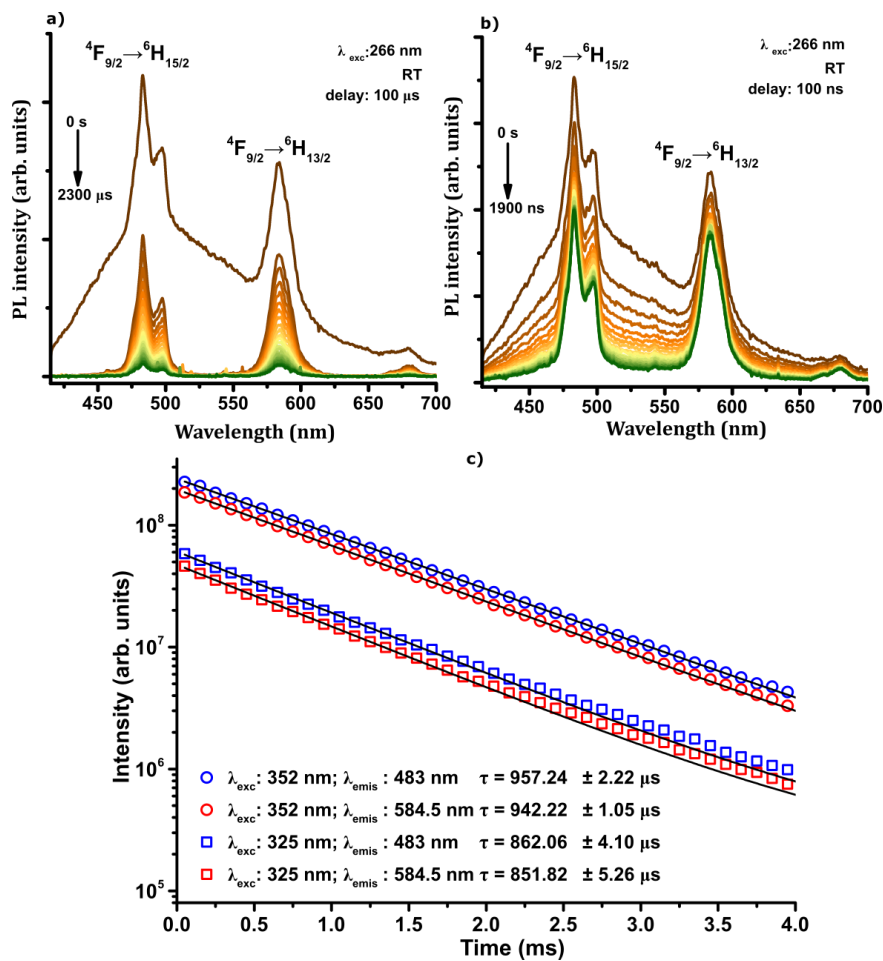 a)
⁴F₉/₂→⁶H₁₅/₂
λ exc:266 nm
RT
delay: 100 μs
0 s
2300 μs
⁴F₉/₂→⁶H₁₃/₂
PL intensity (arb. units)
450 500 550 600 650 700
Wavelength (nm)
b)
⁴F₉/₂→⁶H₁₅/₂
λ exc:266 nm
RT
delay: 100 ns
0 s
1900 ns
⁴F₉/₂→⁶H₁₃/₂
PL intensity (arb. units)
450 500 550 600 650 700
Wavelength (nm)
c)
Intensity (arb. units)
10⁸
10⁷
10⁶
10⁵
λexc: 352 nm; λemis : 483 nm τ = 957.24 ± 2.22 μs
λexc: 352 nm; λemis : 584.5 nm τ = 942.22 ± 1.05 μs
λexc: 325 nm; λemis : 483 nm τ = 862.06 ± 4.10 μs
λexc: 325 nm; λemis : 584.5 nm τ = 851.82 ± 5.26 μs
0.0 0.5 1.0 1.5 2.0 2.5 3.0 3.5 4.0
Time (ms)